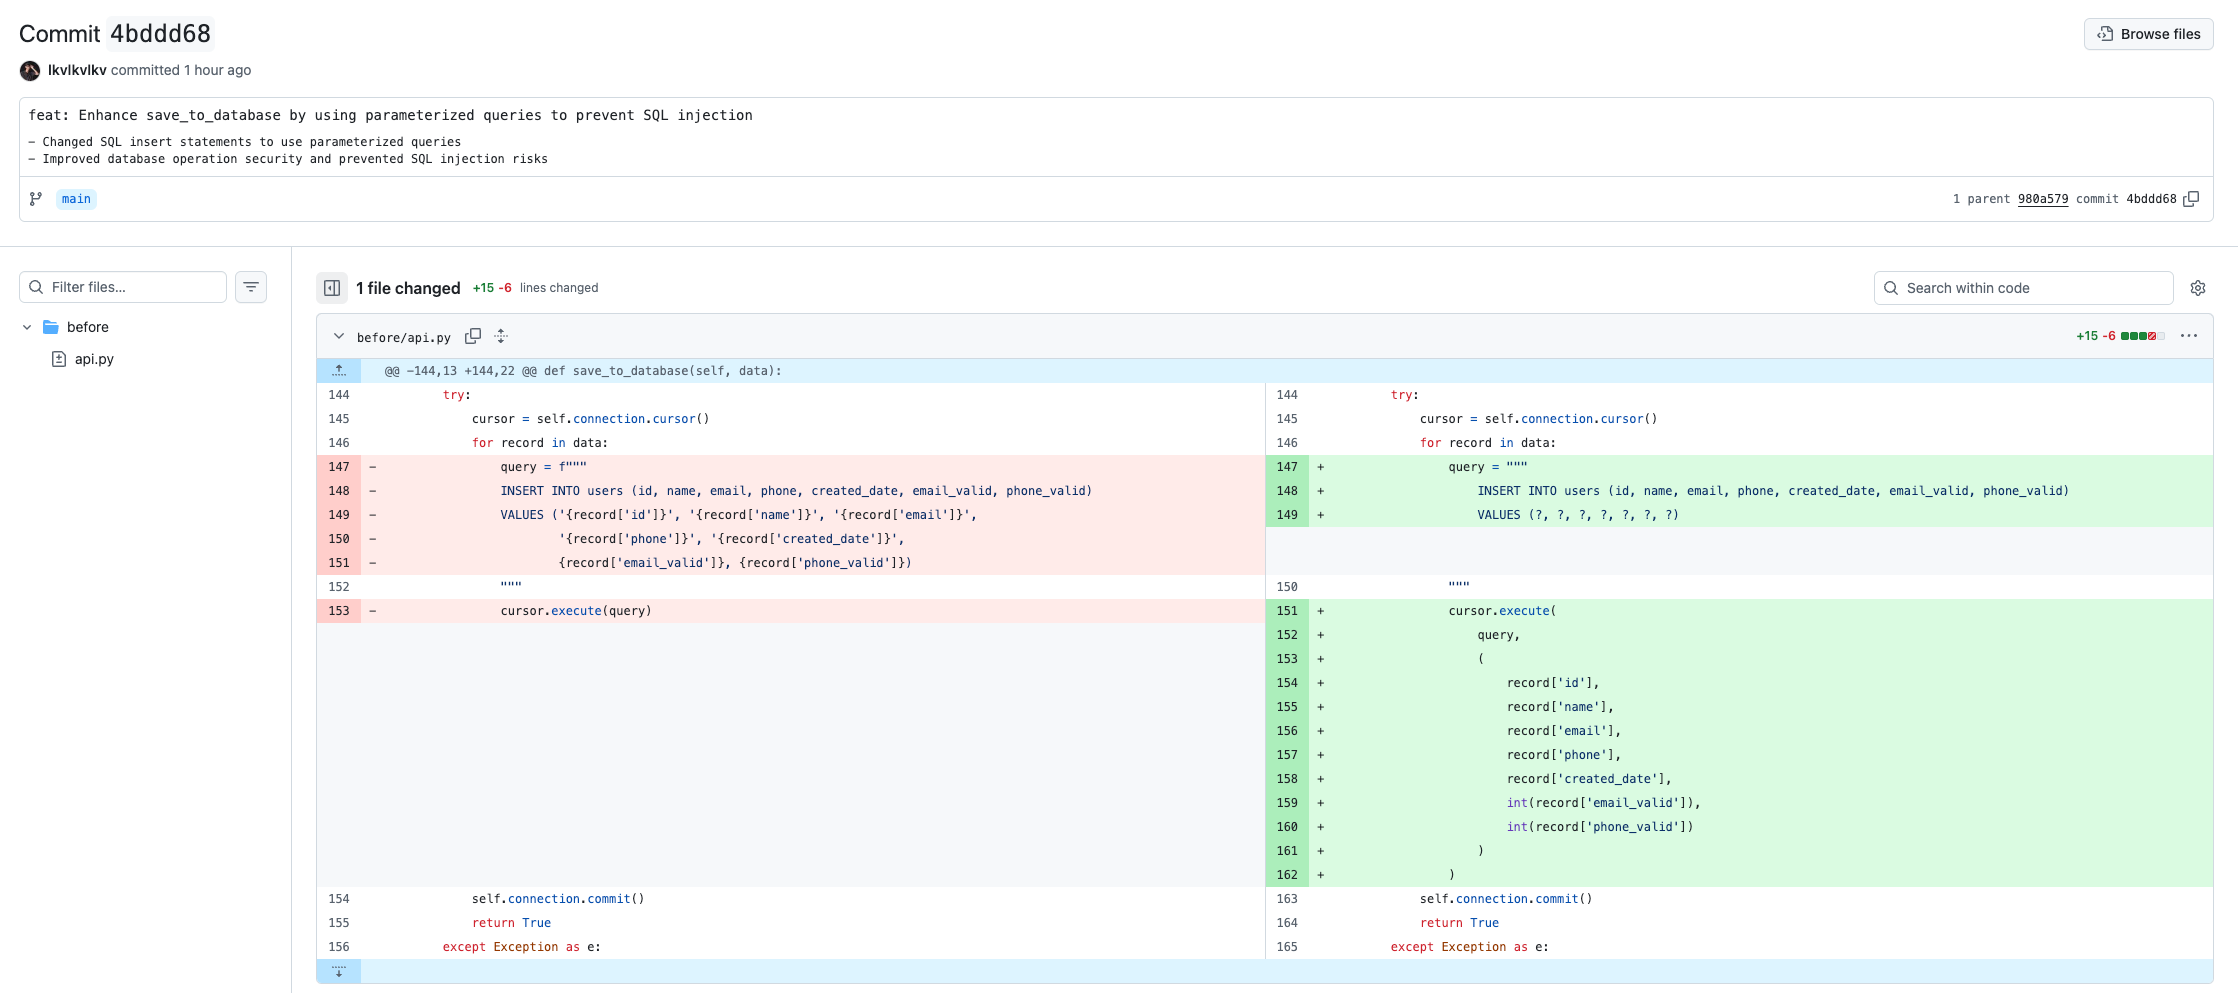 Commit 4bddd68
Browse files
lkvlkvlkv committed 1 hour ago
feat: Enhance save_to_database by using parameterized queries to prevent SQL injection
- Changed SQL insert statements to use parameterized queries
- Improved database operation security and prevented SQL injection risks
main
1 parent 980a579 commit 4bddd68
Filter files...
before
api.py
1 file changed +15 -6 lines changed
Search within code
before/api.py
+15 -6
@@ -144,13 +144,22 @@ def save_to_database(self, data):
144 try:
145 cursor = self.connection.cursor()
146 for record in data:
147 - query = f"""
148 - INSERT INTO users (id, name, email, phone, created_date, email_valid, phone_valid)
149 - VALUES ('{record['id']}', '{record['name']}', '{record['email']}',
150 - '{record['phone']}', '{record['created_date']}',
151 - {record['email_valid']}, {record['phone_valid']})
152 """
153 - cursor.execute(query)
154 self.connection.commit()
155 return True
156 except Exception as e:
144 try:
145 cursor = self.connection.cursor()
146 for record in data:
147 + query = """
148 + INSERT INTO users (id, name, email, phone, created_date, email_valid, phone_valid)
149 + VALUES (?, ?, ?, ?, ?, ?, ?)
150 """
151 + cursor.execute(
152 + query,
153 + (
154 + record['id'],
155 + record['name'],
156 + record['email'],
157 + record['phone'],
158 + record['created_date'],
159 + int(record['email_valid']),
160 + int(record['phone_valid'])
161 + )
162 + )
163 self.connection.commit()
164 return True
165 except Exception as e: